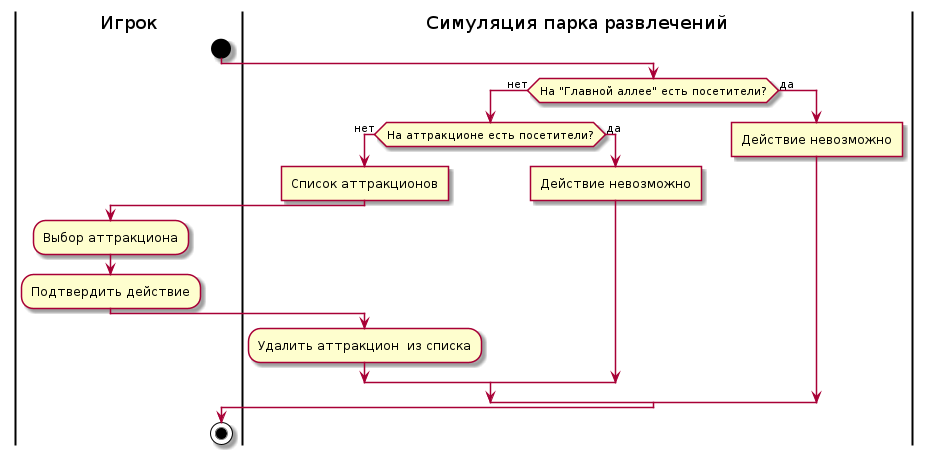 Игрок
Симуляция парка развлечений
На "Главной аллее" есть посетители?
нет
да
На аттракционе есть посетители?
нет
да
Действие невозможно
Список аттракционов
Действие невозможно
Выбор аттракциона
Подтвердить действие
Удалить аттракцион  из списка